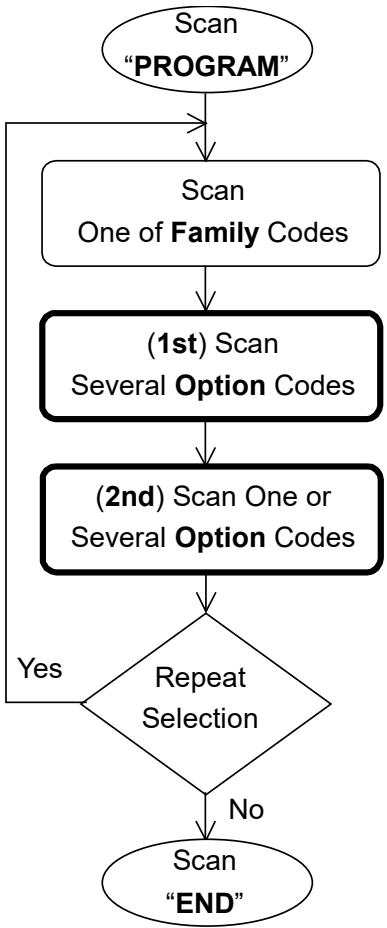 Scan
“PROGRAM”
Scan
One of Family Codes
(1st) Scan
Several Option Codes
(2nd) Scan One or
Several Option Codes
Yes
Repeat
Selection
No
Scan
“END”